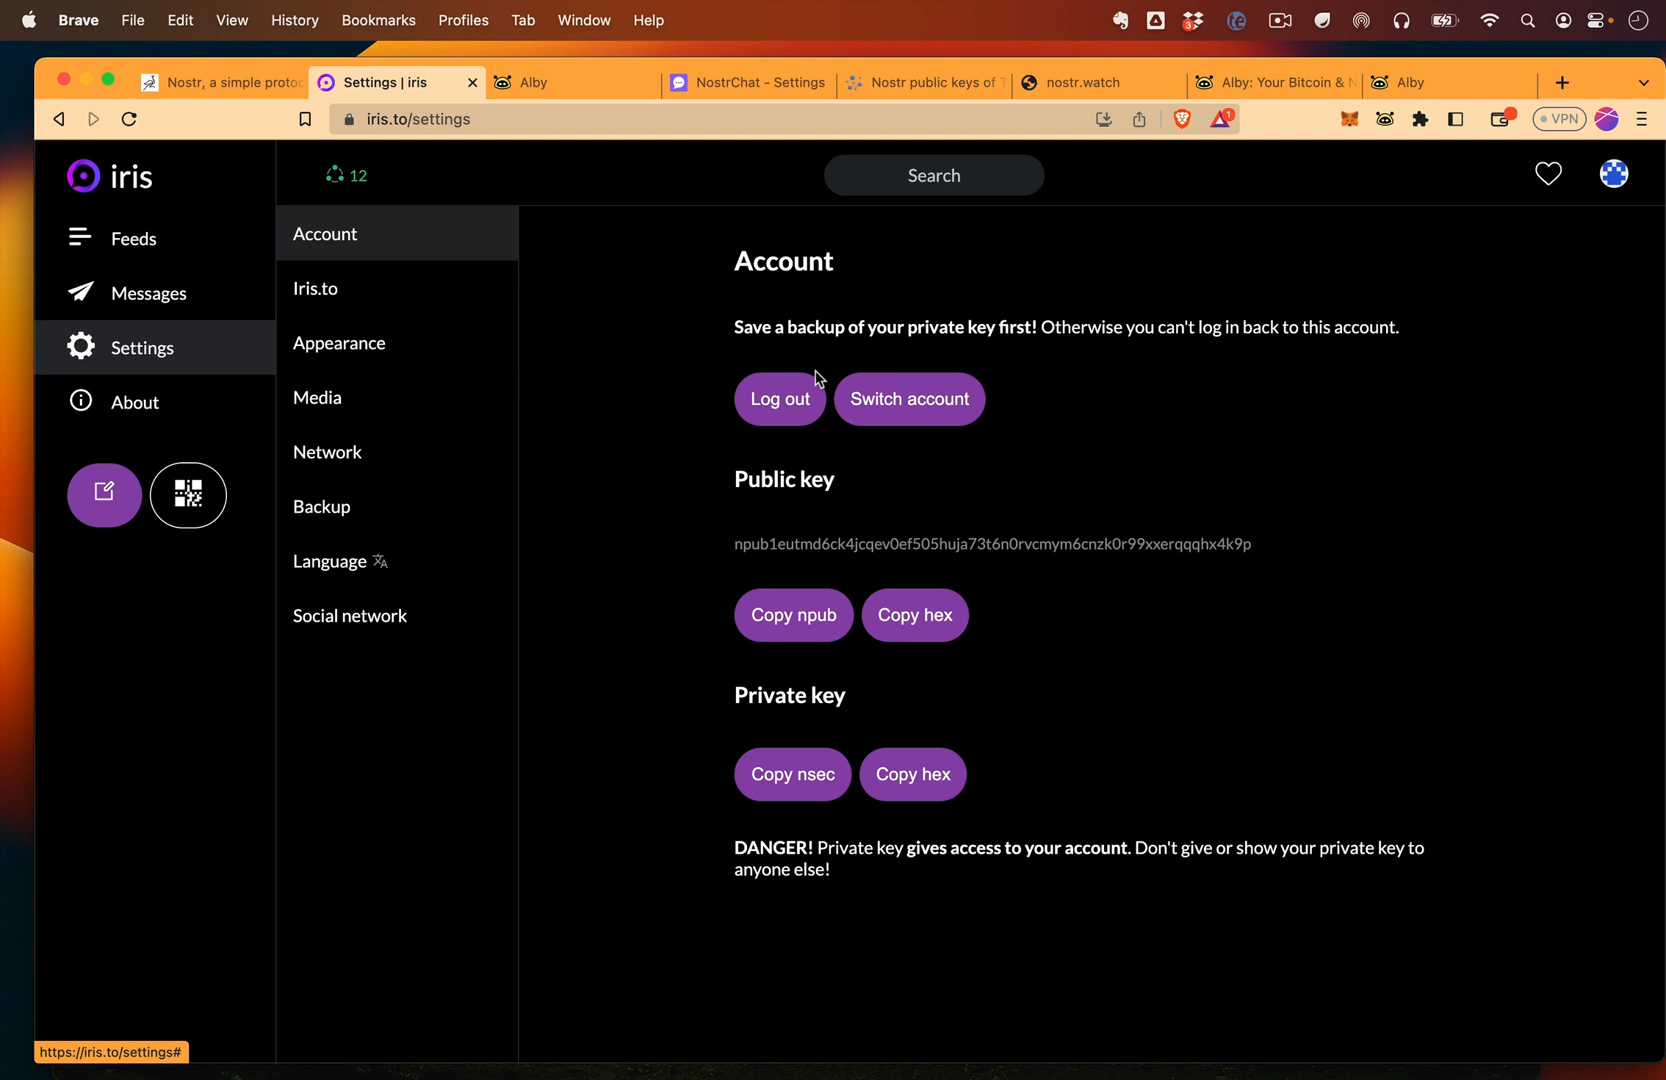 Brave File Edit View History Bookmarks Profiles Tab Window Help
3
Nostr, a simple proto
Settings | iris
Alby
NostrChat - Settings
Nostr public keys of T
nostr.watch
Alby: Your Bitcoin & N
Alby
iris.to/settings
1
VPN
iris
12
Search
Feeds
Messages
Settings
About
Account
Iris.to
Appearance
Media
Network
Backup
Language
Social network
Account
Save a backup of your private key first! Otherwise you can't log in back to this account.
Log out Switch account
Public key
npub1eutmd6ck4jcqev0ef505huja73t6n0rvcmym6cnzk0r99xxerqqqhx4k9p
Copy npub Copy hex
Private key
Copy nsec Copy hex
DANGER! Private key gives access to your account. Don't give or show your private key to
anyone else!
https://iris.to/settings#